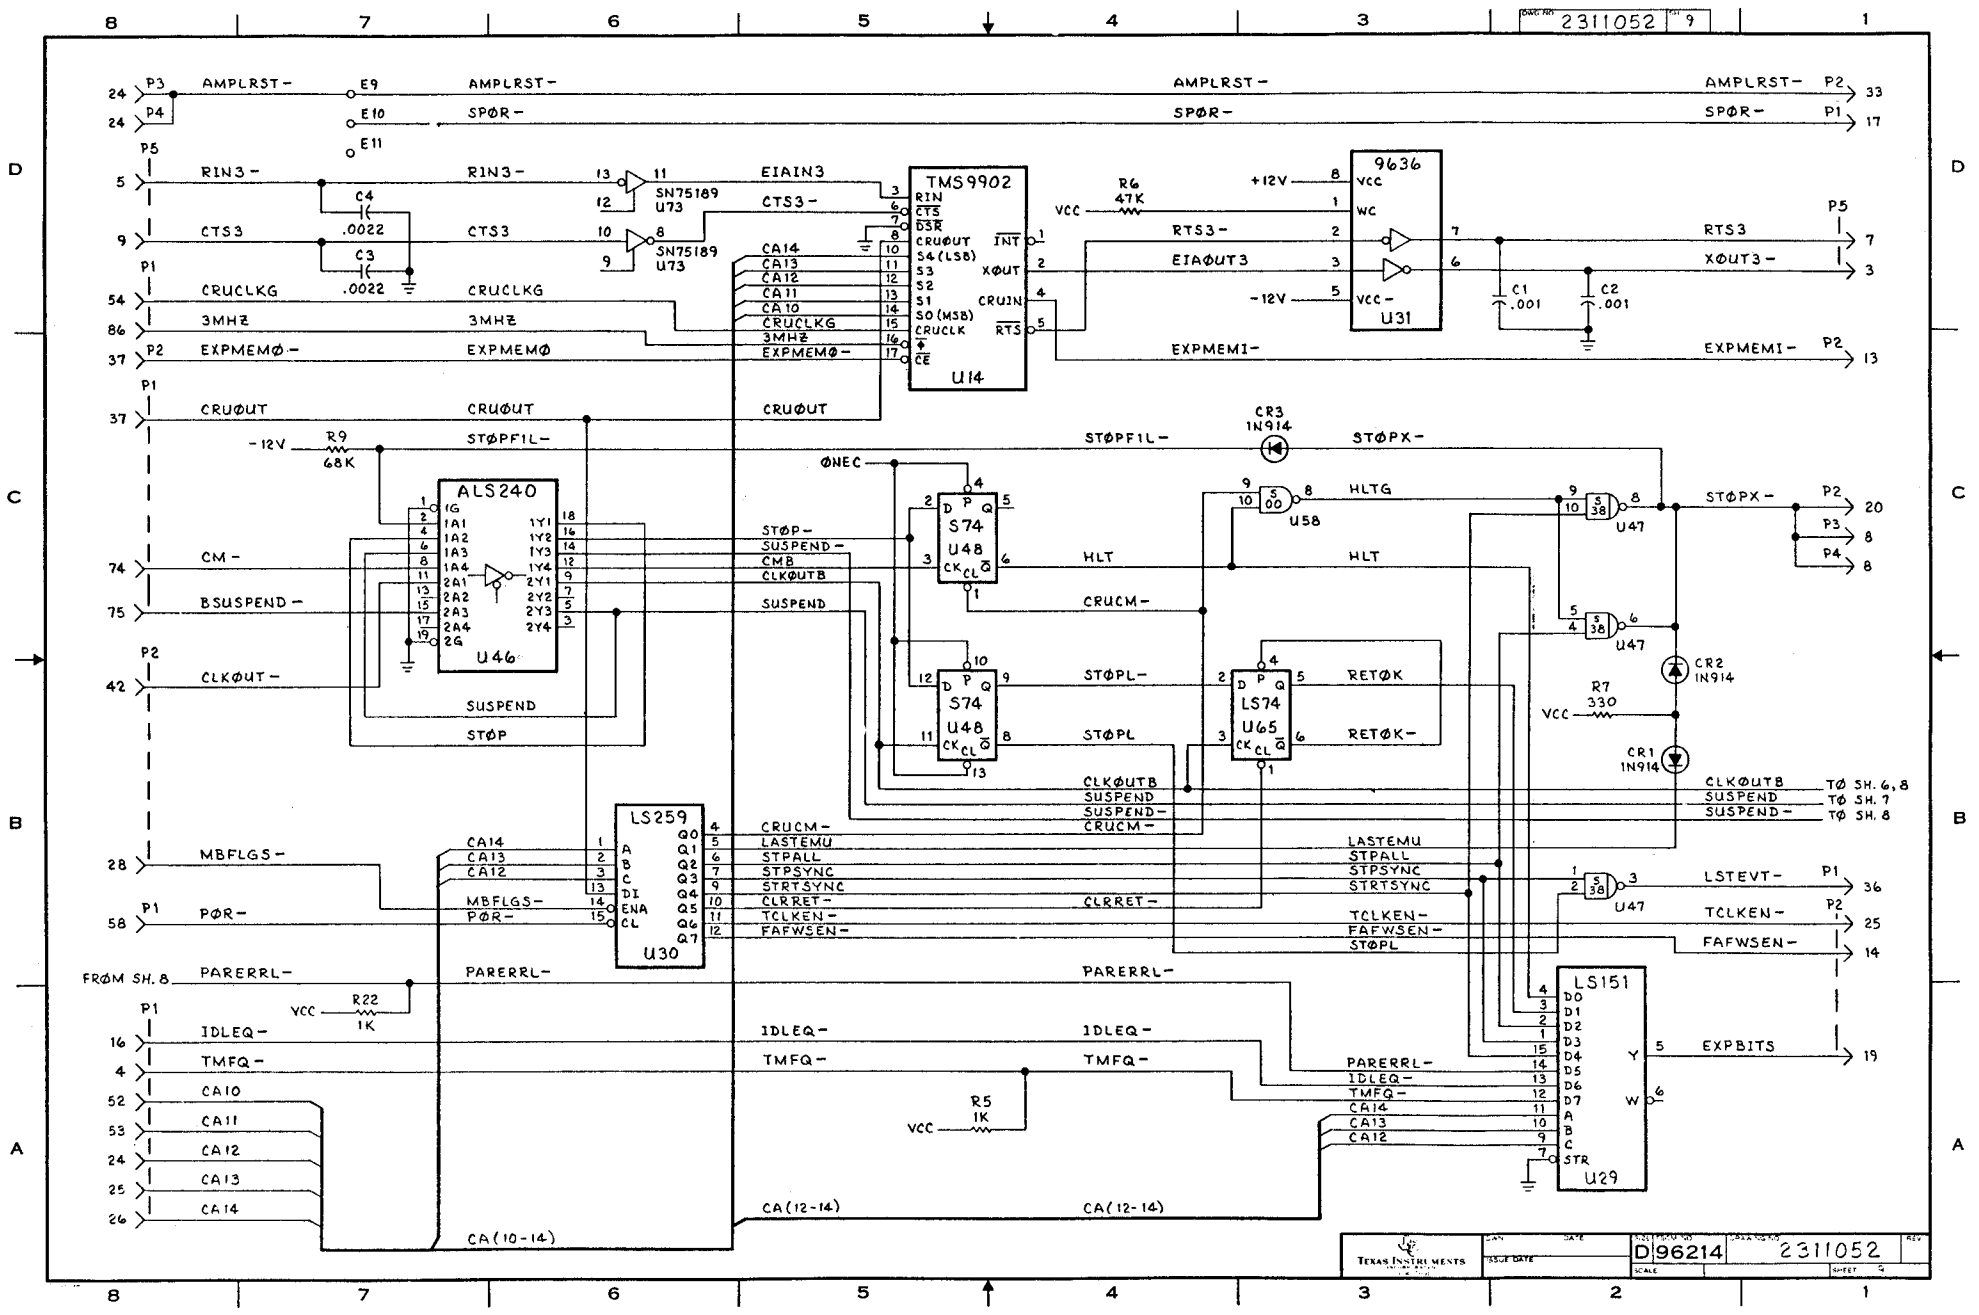 8 7 6 5 4 3 DWG NO 2311052 SH 9 1
24 P3 AMPLRST- E9 AMPLRST- AMPLRST- AMPLRST- P2 33
24 P4 E10 SPØR- SPØR- SPØR- P1 17
E11
D D
P5
5 RIN3- RIN3- 13 11 EIAIN3
12 SN75189 U73
C4 .0022
CTS3-
9 CTS3 CTS3 10 8
9 SN75189 U73
C3 .0022
P1
54 CRUCLKG CRUCLKG
86 3MHZ 3MHZ
37 P2 EXPMEMØ- EXPMEMØ
CA14
CA13
CA12
CA11
CA10
CRUCLKG
3MHZ
EXPMEMØ-
TMS9902
3 RIN
6 CTS
7 DSR
8 CRUØUT INT 1
10 S4(LSB)
11 S3 XØUT 2
12 S2
13 S1 CRUIN 4
14 S0(MSB)
15 CRUCLK RTS 5
16 Φ
17 CE
U14
R6 47K
VCC
9636
+12V 8 VCC
1 WC
RTS3- 2 7 RTS3 P5 7
EIAØUT3 3 6 XØUT3- 3
-12V 5 VCC-
U31
C1 .001
C2 .001
EXPMEMI- EXPMEMI- P2 13
P1
37 CRUØUT CRUØUT CRUØUT
-12V R9 68K STØPFIL- STØPFIL- CR3 1N914 STØPX-
C C
ØNEC
ALS240
1 1G
2 1A1 1Y1 18
4 1A2 1Y2 16 STØP-
6 1A3 1Y3 14 SUSPEND-
8 1A4 1Y4 12 CMB
11 2A1 2Y1 9 CLKØUTB
13 2A2 2Y2 7
15 2A3 2Y3 5 SUSPEND
17 2A4 2Y4 3
19 2G
U46
74 CM-
75 BSUSPEND-
P2
42 CLKØUT-
SUSPEND
STØP
4
2 D P Q 5
S74
U48
3 CK CL Q 6 HLT HLT
1 CRUCM-
9 10 S 00 8 HLTG
U58
9 10 S 38 8
U47
STØPX- P2 20
P3 8
P4 8
5 4 S 38 6
U47
10
12 D P Q 9 STØPL-
S74
U48
11 CK CL Q 8 STØPL
13
4
2 D P Q 5 RETØK
LS74
U65
3 CK CL Q 6 RETØK-
1
CR2 1N914
R7 330
VCC
CR1 1N914
CLKØUTB CLKØUTB TØ SH. 6,8
SUSPEND SUSPEND TØ SH. 7
SUSPEND- SUSPEND- TØ SH. 8
B B
LS259
CA14 1 A Q0 4 CRUCM- CRUCM-
CA13 2 B Q1 5 LASTEMU LASTEMU
CA12 3 C Q2 6 STPALL STPALL
Q3 7 STPSYNC STPSYNC
13 DI Q4 9 STRTSYNC STRTSYNC
MBFLGS- 14 ENA Q5 10 CLRRET- CLRRET-
PØR- 15 CL Q6 11 TCLKEN- TCLKEN- TCLKEN- P2 25
Q7 12 FAFWSEN- FAFWSEN- FAFWSEN- 14
U30
STØPL
28 MBFLGS-
P1
58 PØR-
1 2 S 38 3 LSTEVT- P1 36
U47
FRØM SH. 8 PARERRL- PARERRL- PARERRL-
VCC R22 1K
P1
16 IDLEQ- IDLEQ- IDLEQ-
4 TMFQ- TMFQ- TMFQ-
52 CA10
53 CA11
24 CA12
25 CA13
26 CA14
VCC R5 1K
LS151
4 D0
3 D1
2 D2
1 D3
15 D4 Y 5 EXPBITS 19
PARERRL- 14 D5
IDLEQ- 13 D6
TMFQ- 12 D7 W 6
CA14 11 A
CA13 10 B
CA12 9 C
7 STR
U29
A A
CA(10-14) CA(12-14) CA(12-14)
TEXAS INSTRUMENTS
DATE
ISSUE DATE
D 96214 2311052 REV
SCALE SHEET 9
8 7 6 5 4 3 2 1